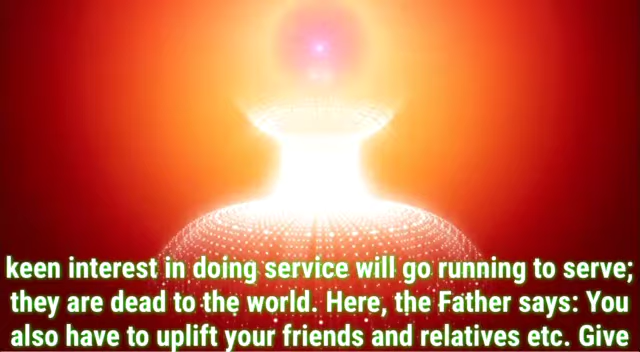 keen interest in doing service will go running to serve;
they are dead to the world. Here, the Father says: You
also have to uplift your friends and relatives etc. Give